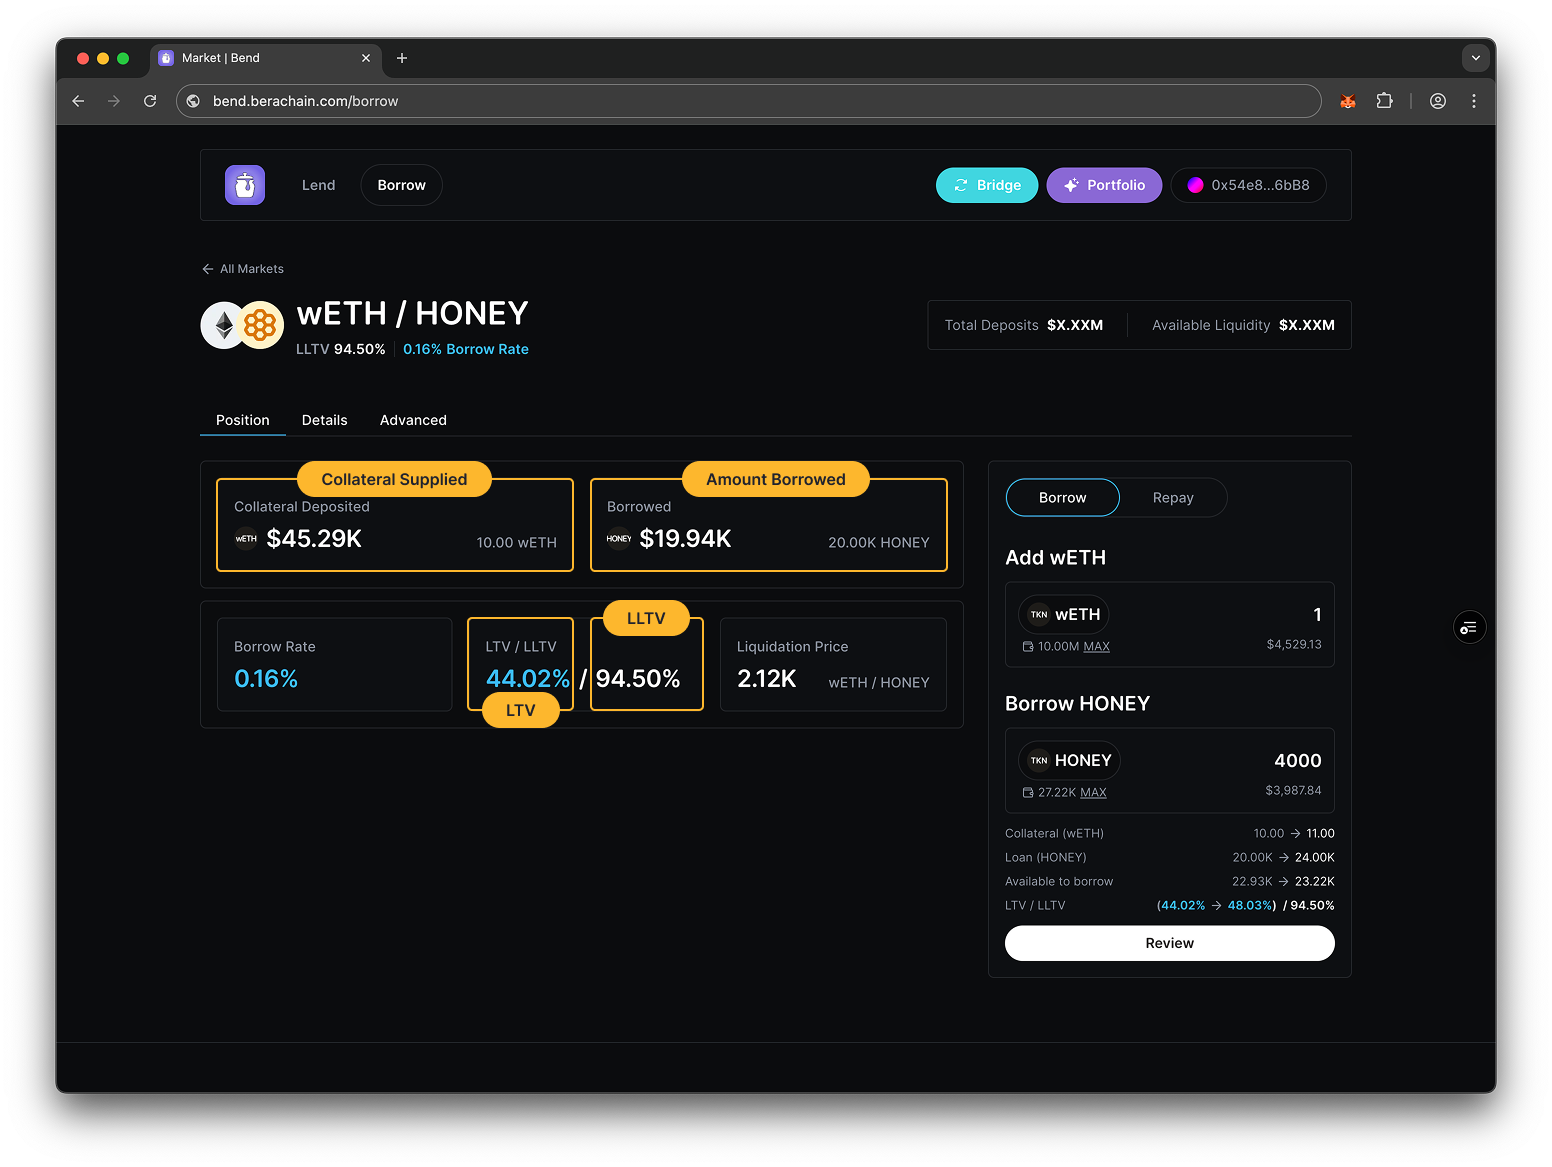 Market | Bend
bend.berachain.com/borrow
Lend
Borrow
Bridge
Portfolio
0x54e8...6bB8
All Markets
wETH / HONEY
LLTV 94.50% 0.16% Borrow Rate
Total Deposits $X.XXM
Available Liquidity $X.XXM
Position
Details
Advanced
Collateral Supplied
Collateral Deposited
wETH $45.29K
10.00 wETH
Amount Borrowed
Borrowed
HONEY $19.94K
20.00K HONEY
Borrow Rate
0.16%
LLTV
LTV / LLTV
44.02% / 94.50%
LTV
Liquidation Price
2.12K
wETH / HONEY
Borrow
Repay
Add wETH
TKN wETH
1
10.00M MAX
$4,529.13
Borrow HONEY
TKN HONEY
4000
27.22K MAX
$3,987.84
Collateral (wETH)
10.00 → 11.00
Loan (HONEY)
20.00K → 24.00K
Available to borrow
22.93K → 23.22K
LTV / LLTV
(44.02% → 48.03%) / 94.50%
Review